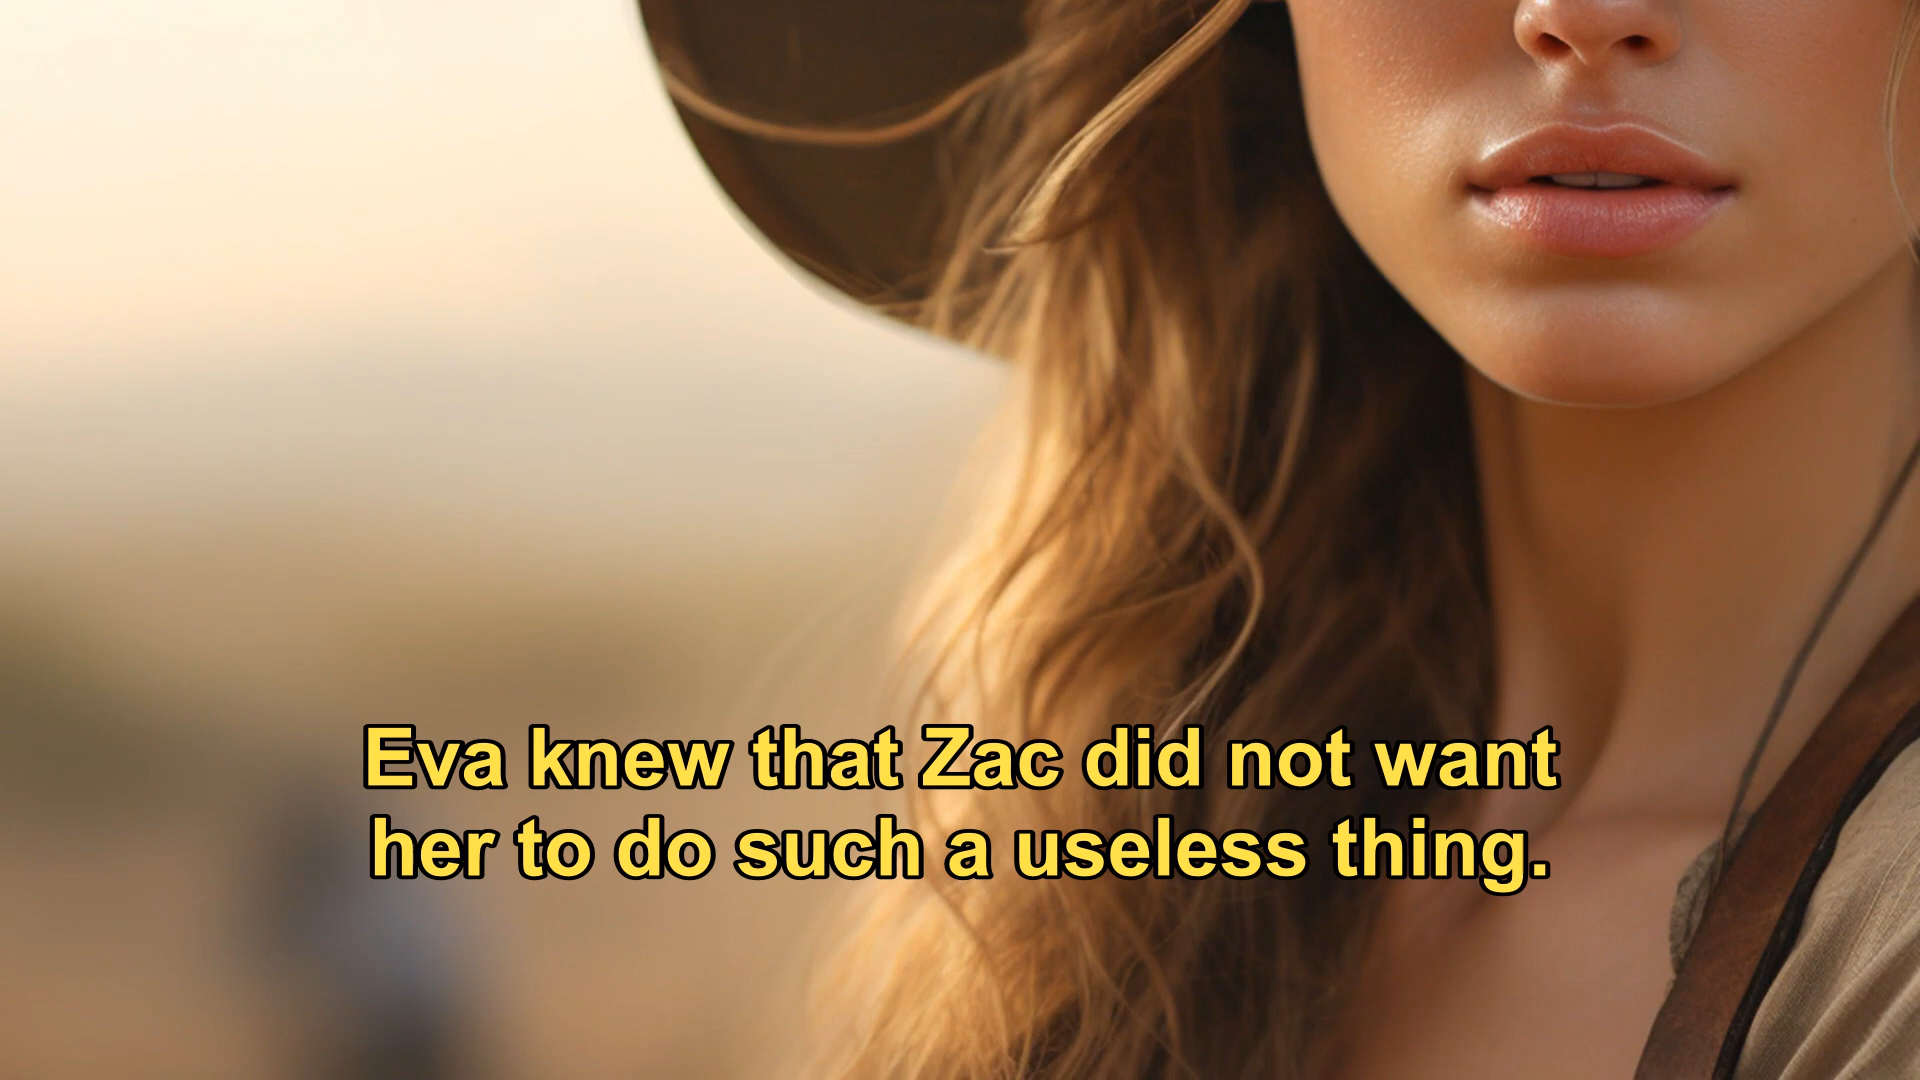 Eva knew that Zac did not want
her to do such a useless thing.